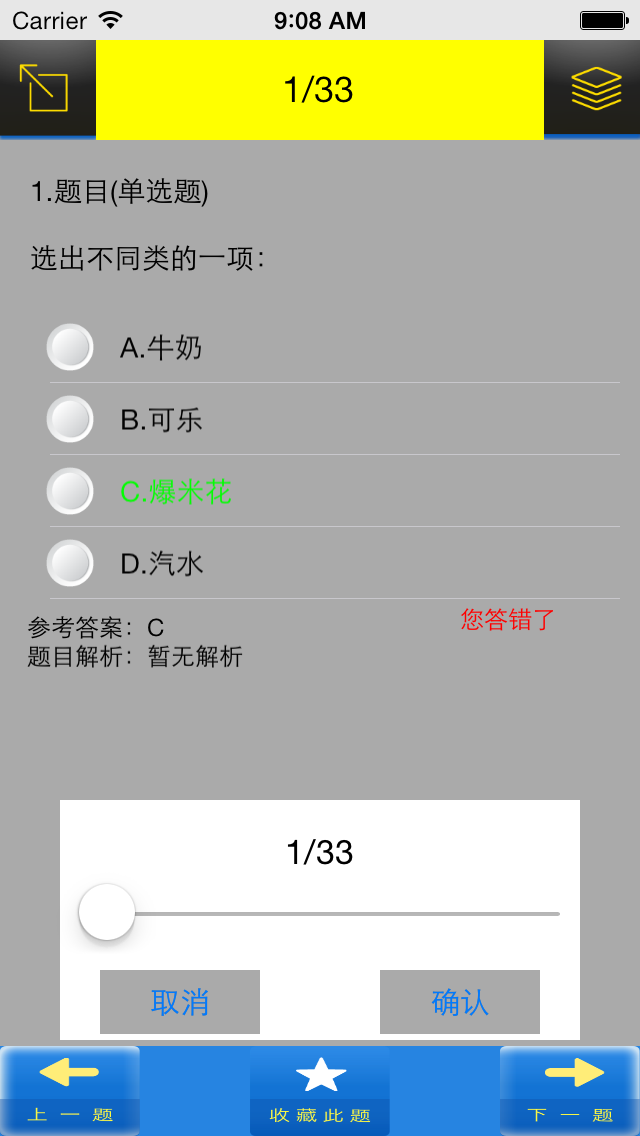 Carrier 9:08 AM
1/33
1.题目(单选题)
选出不同类的一项:
A.牛奶
B.可乐
C.爆米花
D.汽水
参考答案：C 您答错了
题目解析：暂无解析
1/33
取消 确认
上一题 收藏此题 下一题